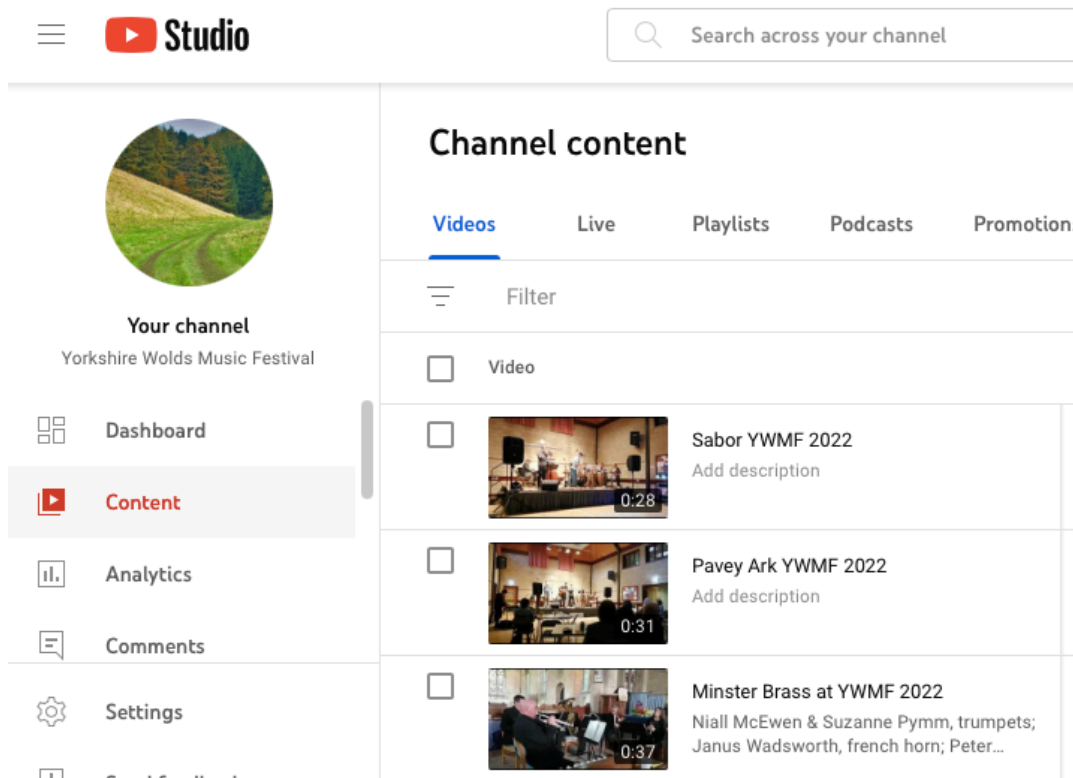 Studio
Search across your channel
Your channel
Yorkshire Wolds Music Festival
Dashboard
Content
Analytics
Comments
Settings
Channel content
Videos Live Playlists Podcasts Promotion
Filter
Video
0:28
Sabor YWMF 2022
Add description
0:31
Pavey Ark YWMF 2022
Add description
0:37
Minster Brass at YWMF 2022
Niall McEwen & Suzanne Pymm, trumpets;
Janus Wadsworth, french horn; Peter...